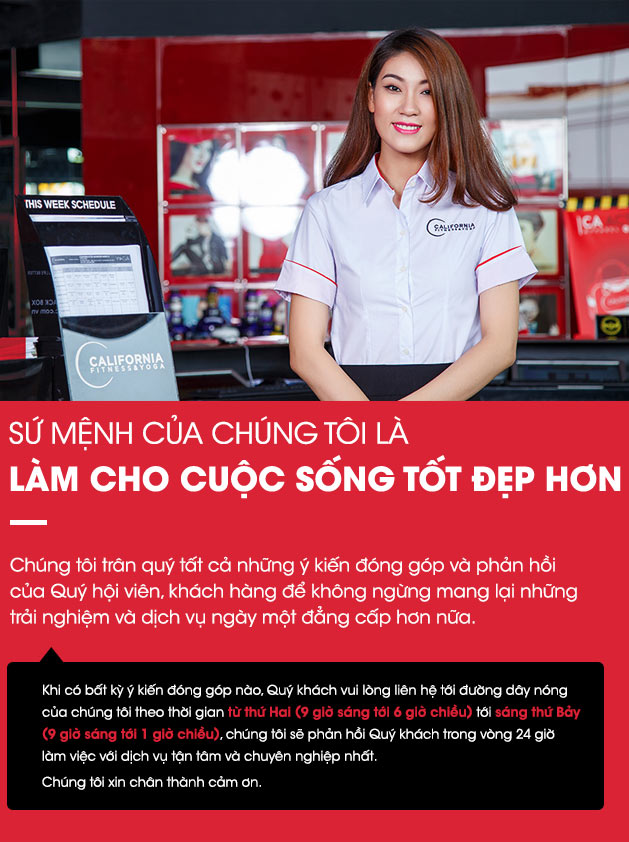 THIS WEEK SCHEDULE
CALIFORNIA
FITNESS&YOGA
CALIFORNIA
FITNESS&YOGA
SỨ MỆNH CỦA CHÚNG TÔI LÀ
LÀM CHO CUỘC SỐNG TỐT ĐẸP HƠN
Chúng tôi trân quý tất cả những ý kiến đóng góp và phản hồi
của Quý hội viên, khách hàng để không ngừng mang lại những
trải nghiệm và dịch vụ ngày một đẳng cấp hơn nữa.
Khi có bất kỳ ý kiến đóng góp nào, Quý khách vui lòng liên hệ tới đường dây nóng
của chúng tôi theo thời gian từ thứ Hai (9 giờ sáng tới 6 giờ chiều) tới sáng thứ Bảy
(9 giờ sáng tới 1 giờ chiều), chúng tôi sẽ phản hồi Quý khách trong vòng 24 giờ
làm việc với dịch vụ tận tâm và chuyên nghiệp nhất.
Chúng tôi xin chân thành cảm ơn.